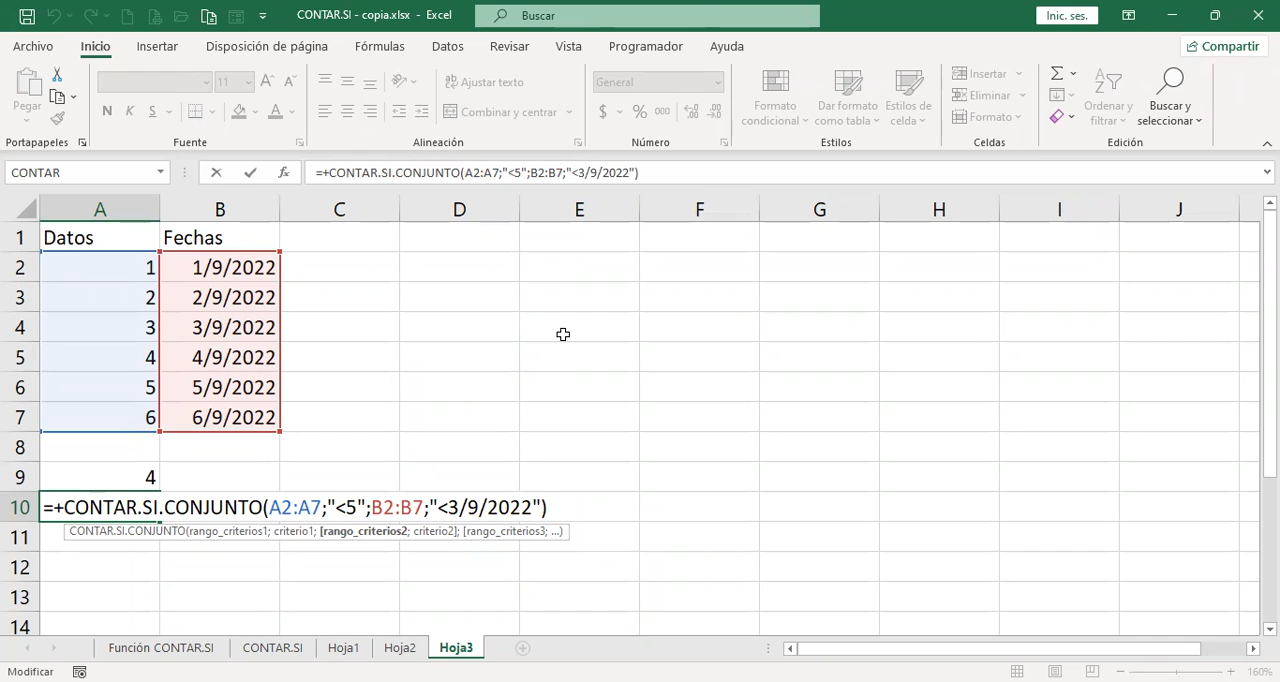 CONTAR.SI - copia.xlsx - Excel
Buscar
Inic. ses.
Archivo Inicio Insertar Disposición de página Fórmulas Datos Revisar Vista Programador Ayuda
Compartir
Pegar
11
Ajustar texto
General
Formato condicional
Dar formato como tabla
Estilos de celda
Insertar
Eliminar
Formato
Ordenar y filtrar
Buscar y seleccionar
N K S
Combinar y centrar
$ % 000
Portapapeles Fuente Alineación Número Estilos Celdas Edición
CONTAR
=+CONTAR.SI.CONJUNTO(A2:A7;"<5";B2:B7;"<3/9/2022")
A B C D E F G H I J
1 Datos Fechas
2 1 1/9/2022
3 2 2/9/2022
4 3 3/9/2022
5 4 4/9/2022
6 5 5/9/2022
7 6 6/9/2022
8
9 4
10 =+CONTAR.SI.CONJUNTO(A2:A7;"<5";B2:B7;"<3/9/2022")
CONTAR.SI.CONJUNTO(rango_criterios1; criterio1; [rango_criterios2; criterio2]; [rango_criterios3; ...)
11
12
13
14
Función CONTAR.SI CONTAR.SI Hoja1 Hoja2 Hoja3
Modificar
160%